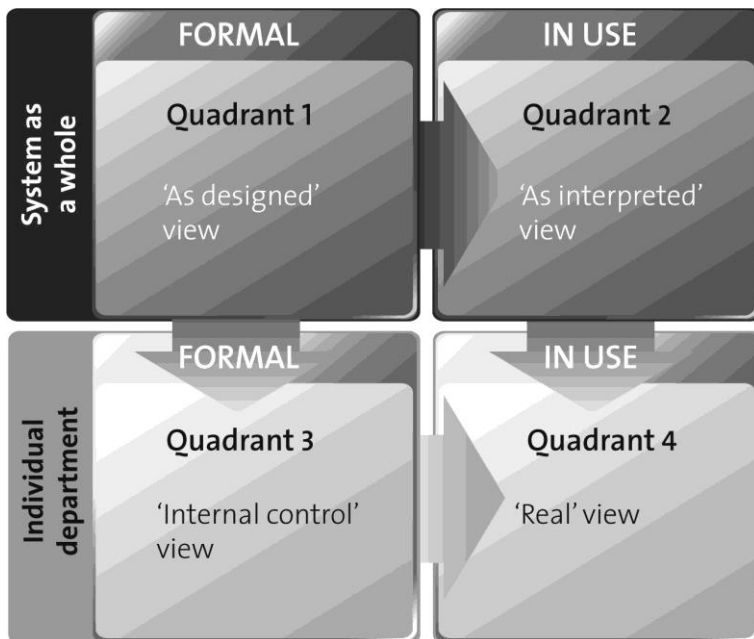 FORMAL
IN USE
System as
a whole
Quadrant 1
Quadrant 2
‘As designed’
view
‘As interpreted’
view
FORMAL
IN USE
Individual
department
Quadrant 3
Quadrant 4
‘Internal control’
view
‘Real’ view